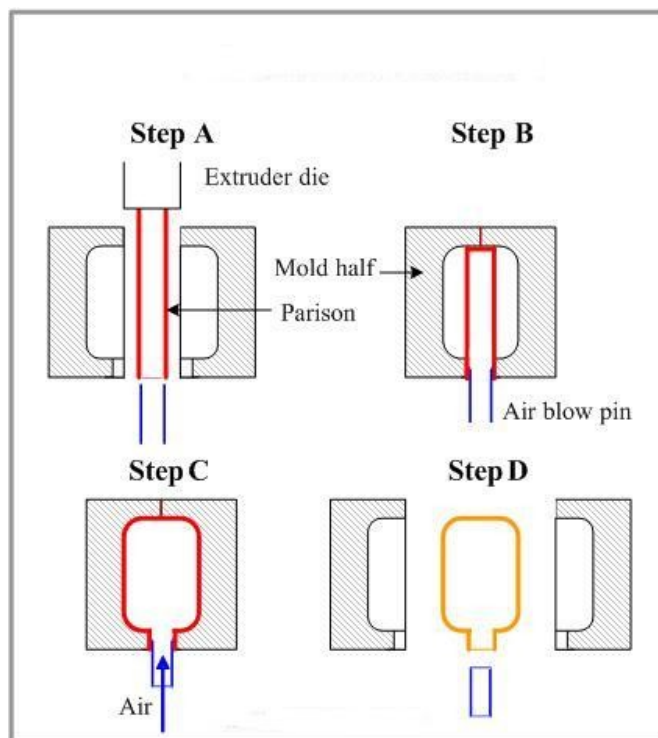 Step A
Step B
Extruder die
Mold half
Parison
Air blow pin
Step C
Step D
Air